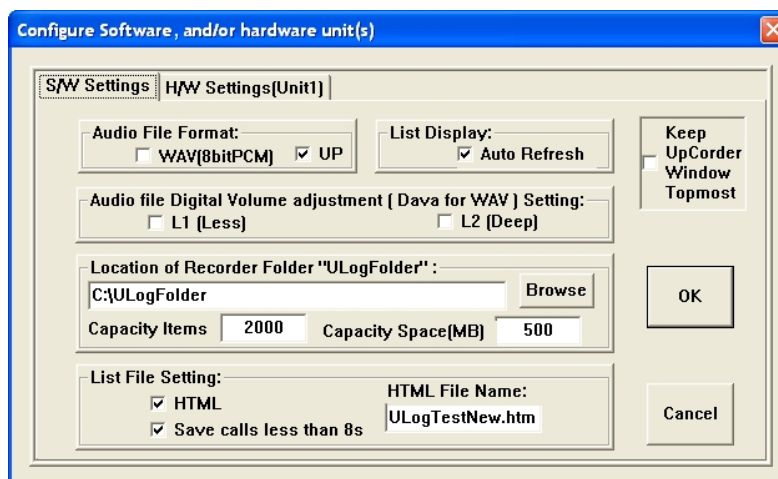 Configure Software, and/or hardware unit(s)
S/W Settings
H/W Settings(Unit1)
Audio File Format:
WAV(8bitPCM)
UP
List Display:
Auto Refresh
Keep
UpCorder
Window
Topmost
Audio file Digital Volume adjustment ( Dava for WAV ) Setting:
L1 (Less)
L2 (Deep)
Location of Recorder Folder "ULogFolder" :
C:\ULogFolder
Browse
Capacity Items
2000
Capacity Space(MB)
500
OK
List File Setting:
HTML
Save calls less than 8s
HTML File Name:
ULogTestNew.htm
Cancel